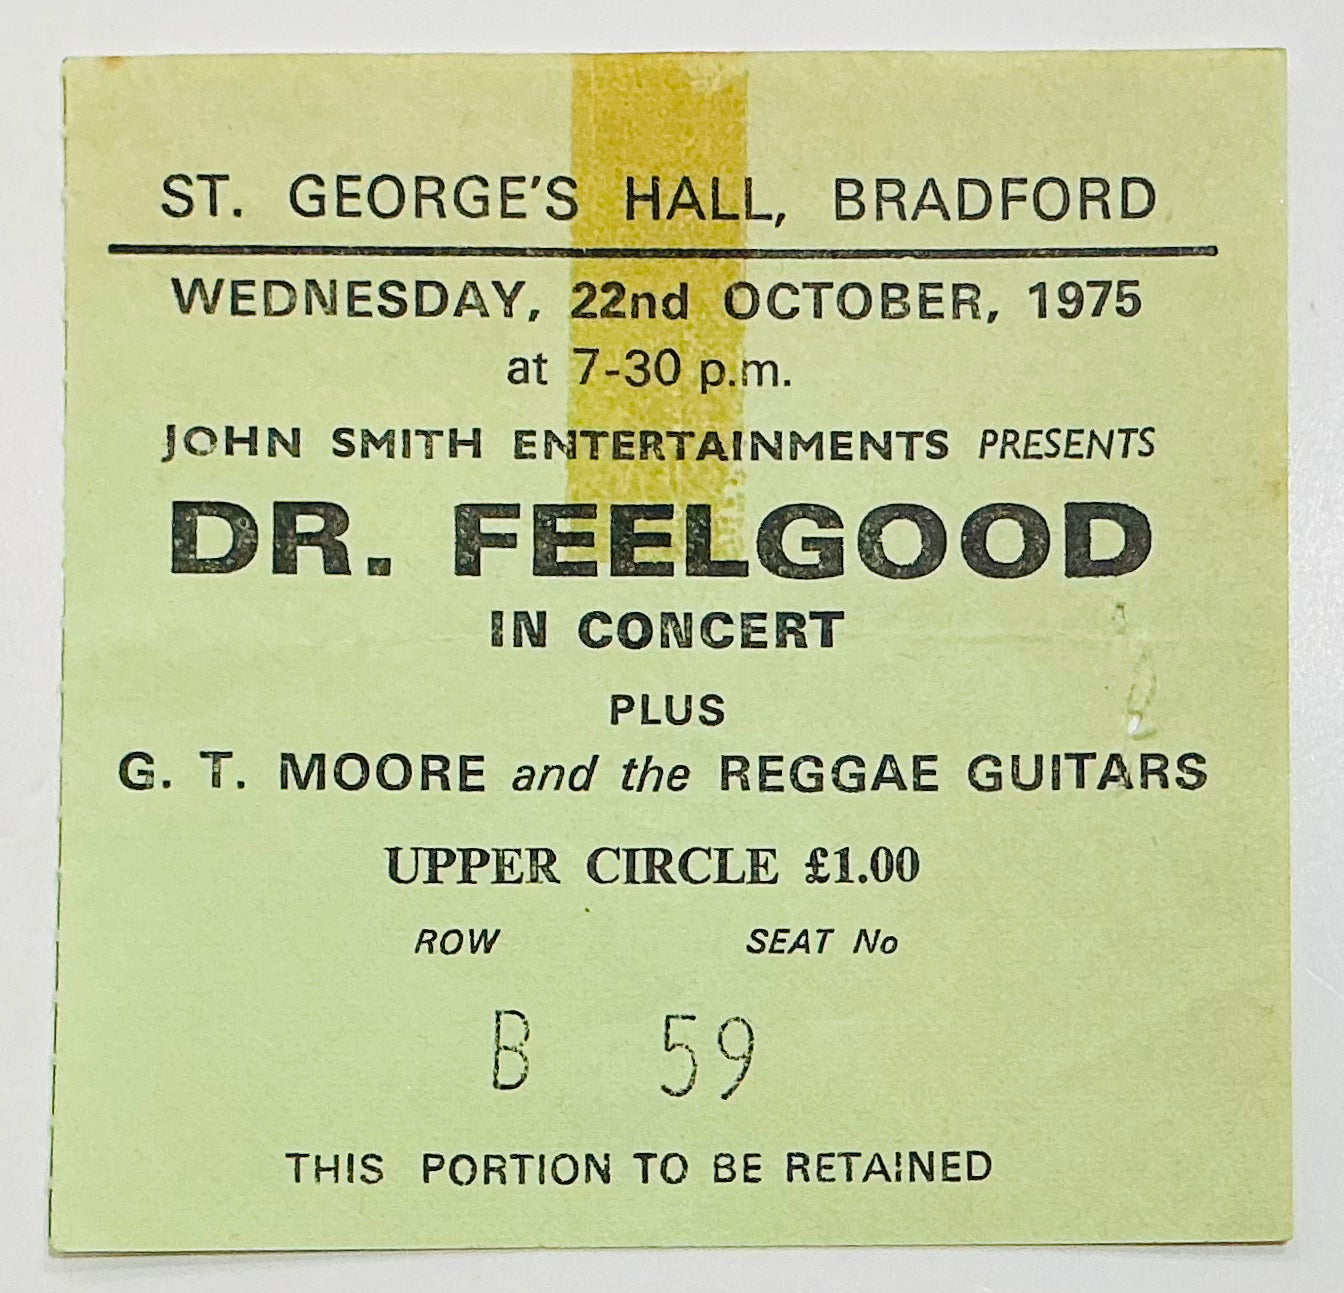 ST. GEORGE'S HALL, BRADFORD
WEDNESDAY, 22nd OCTOBER, 1975
at 7-30 p.m.
JOHN SMITH ENTERTAINMENTS PRESENTS
DR. FEELGOOD
IN CONCERT
PLUS
G. T. MOORE and the REGGAE GUITARS
UPPER CIRCLE £1.00
ROW SEAT No
B 59
THIS PORTION TO BE RETAINED